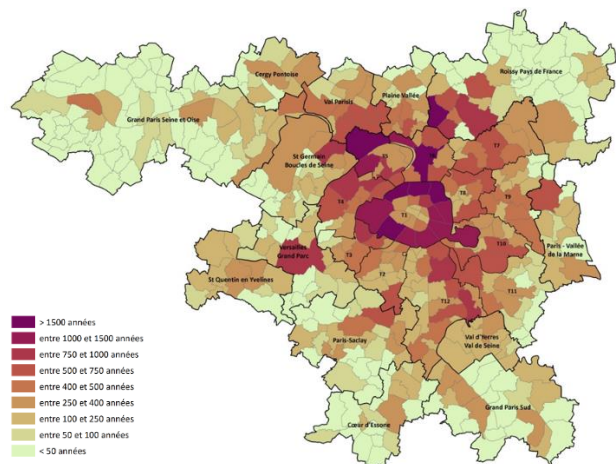 Cergy Pontoise
Roissy Pays de France
Plaine Vallée
Val Parisis
Grand Paris Seine et Oise
St Germain
Boucles de Seine
T5
T6
T7
T8
T9
T4
T1
T3
T2
T10
T11
T12
Paris - Vallée
de la Marne
Versailles
Grand Parc
St Quentin en Yvelines
Paris-Saclay
Val d'Yerres
Val de Seine
Grand Paris Sud
Cœur d'Essonne
> 1500 années
entre 1000 et 1500 années
entre 750 et 1000 années
entre 500 et 750 années
entre 400 et 500 années
entre 250 et 400 années
entre 100 et 250 années
entre 50 et 100 années
< 50 années